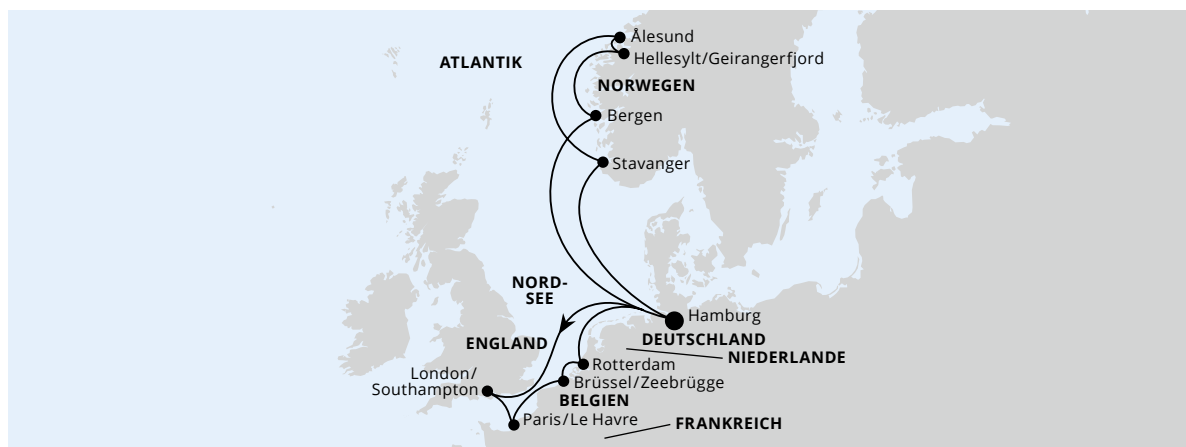 Ålesund
Hellesylt/Geirangerfjord
ATLANTIK
NORWEGEN
Bergen
Stavanger
NORD-
SEE
Hamburg
DEUTSCHLAND
ENGLAND
NIEDERLANDE
Rotterdam
London/
Southampton
Brüssel/Zeebrügge
BELGIEN
Paris/Le Havre
FRANKREICH